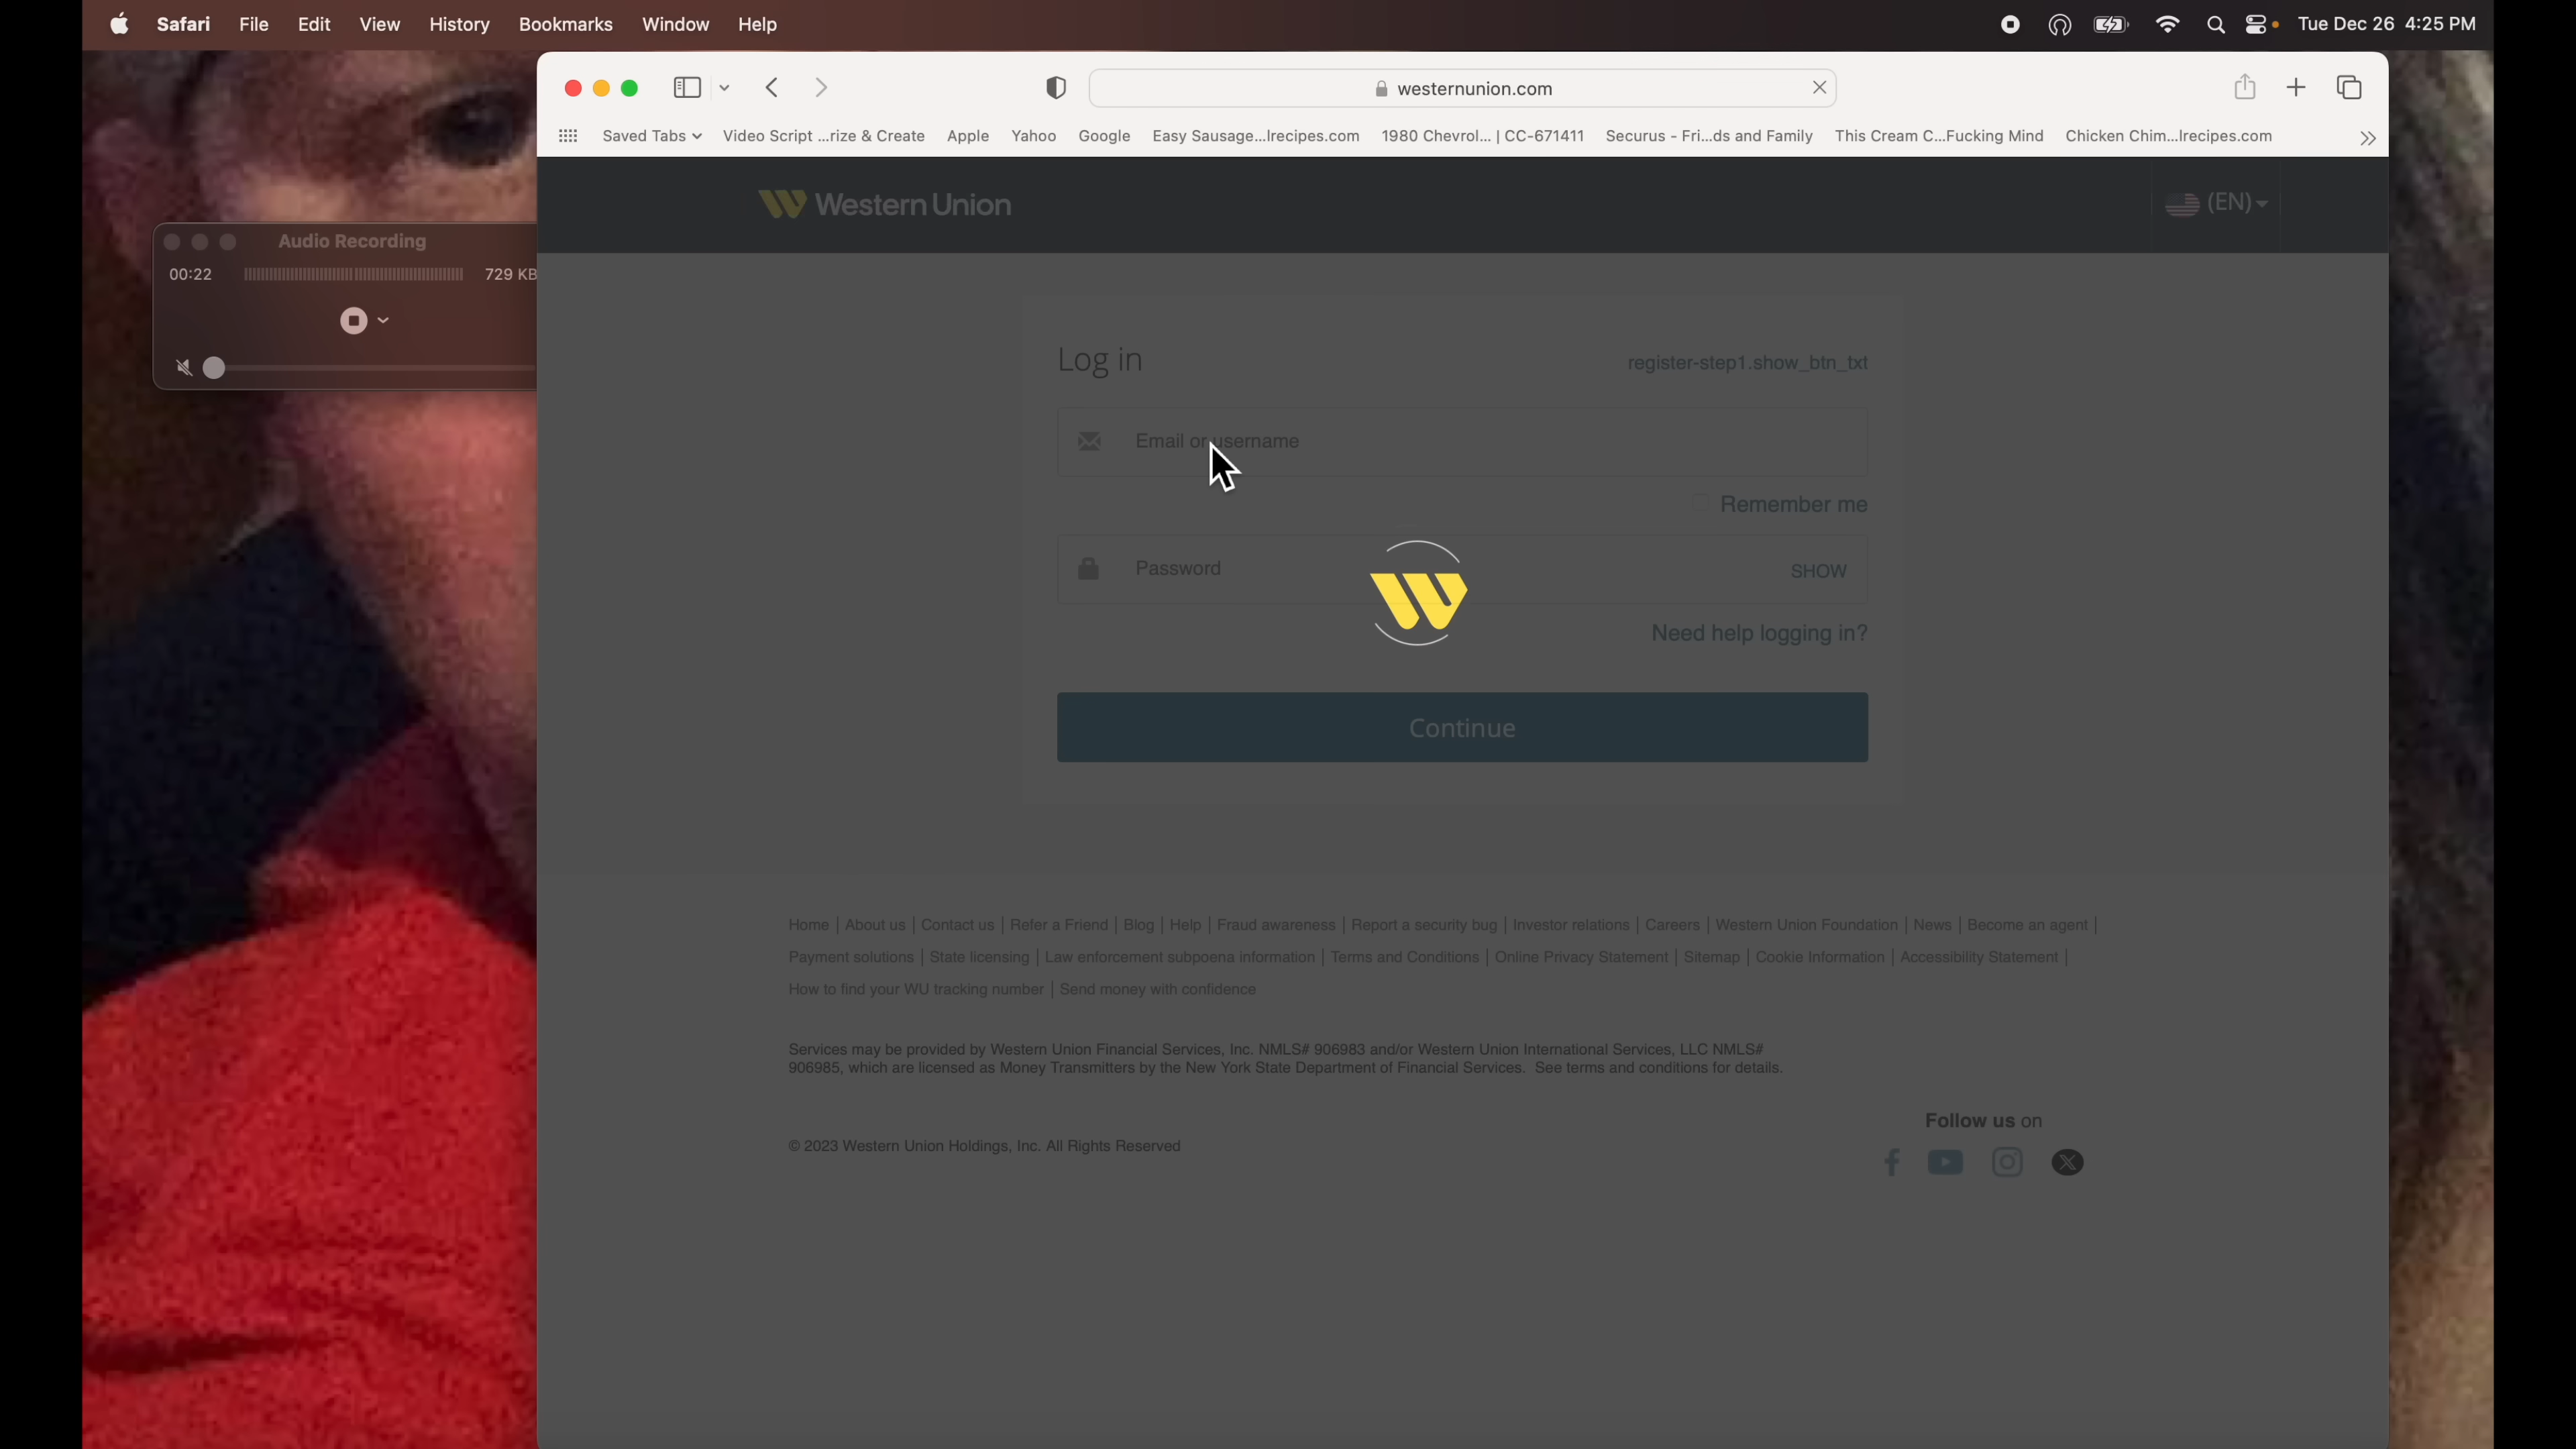 Safari File Edit View History Bookmarks Window Help Tue Dec 26 4:25 PM
westernunion.com
Saved Tabs Video Script ...rize & Create Apple Yahoo Google Easy Sausage...lrecipes.com 1980 Chevrol... | CC-671411 Securus - Fri...ds and Family This Cream C...Fucking Mind Chicken Chim...lrecipes.com
Western Union (EN)
Audio Recording
00:22 729 KB
Log in register-step1.show_btn_txt
Email or username
Remember me
Password SHOW
Need help logging in?
Continue
Home | About us | Contact us | Refer a Friend | Blog | Help | Fraud awareness | Report a security bug | Investor relations | Careers | Western Union Foundation | News | Become an agent |
Payment solutions | State licensing | Law enforcement subpoena information | Terms and Conditions | Online Privacy Statement | Sitemap | Cookie Information | Accessibility Statement |
How to find your WU tracking number | Send money with confidence
Services may be provided by Western Union Financial Services, Inc. NMLS# 906983 and/or Western Union International Services, LLC NMLS#
906985, which are licensed as Money Transmitters by the New York State Department of Financial Services. See terms and conditions for details.
Follow us on
© 2023 Western Union Holdings, Inc. All Rights Reserved